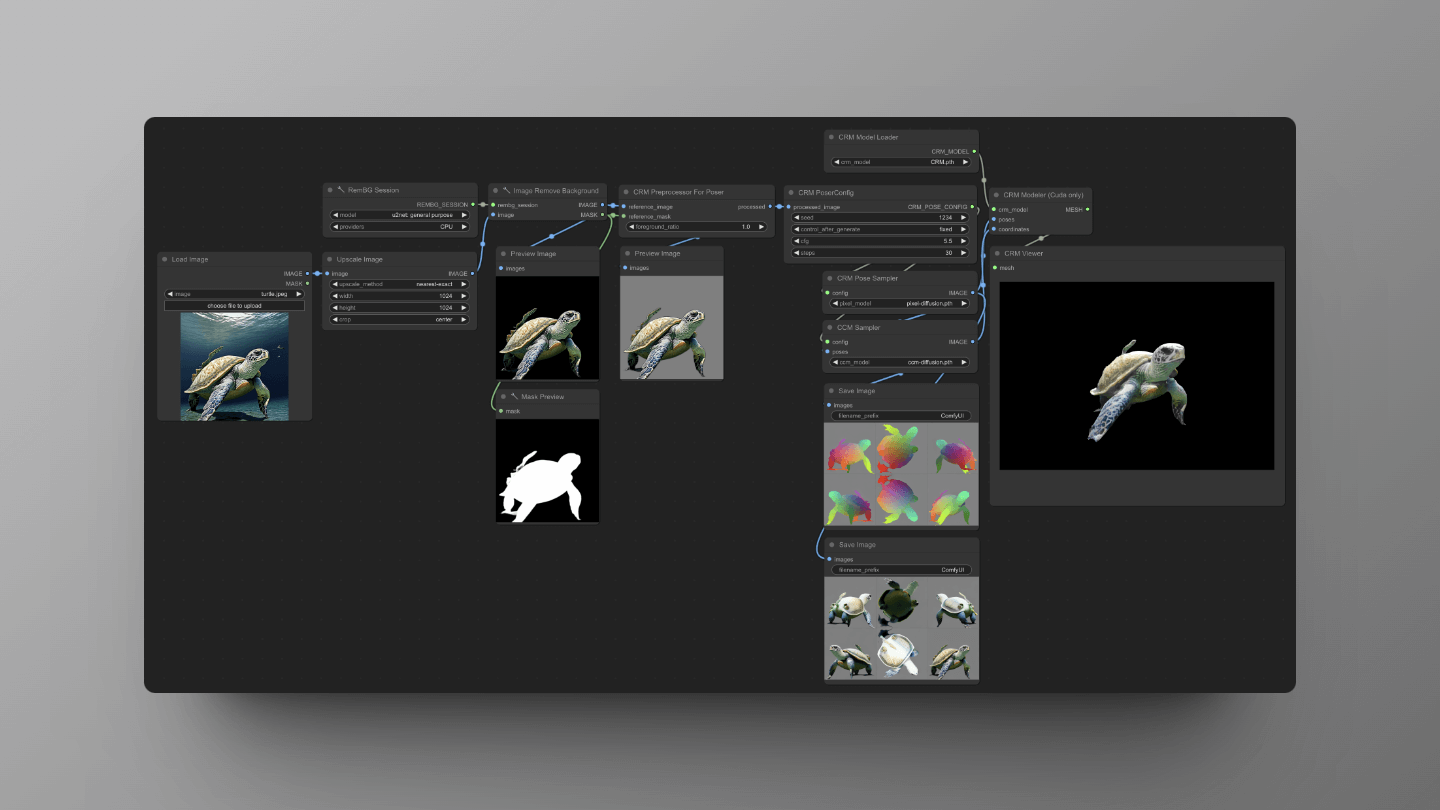 Load Image
IMAGE
MASK
image turtle.jpeg
choose file to upload
RemBG Session
REMBG_SESSION
model u2net: general purpose
providers CPU
Upscale Image
image IMAGE
upscale_method nearest-exact
width 1024
height 1024
crop center
Image Remove Background
rembg_session IMAGE
image MASK
Preview Image
images
Mask Preview
mask
CRM Preprocessor For Poser
reference_image processed
reference_mask
foreground_ratio 1.0
Preview Image
images
CRM PoserConfig
processed_image CRM_POSE_CONFIG
seed 1234
control_after_generate fixed
cfg 5.5
steps 30
CRM Model Loader
CRM_MODEL
crm_model CRM.pth
CRM Pose Sampler
config IMAGE
pixel_model pixel-diffusion.pth
CCM Sampler
config IMAGE
poses
ccm_model ccm-diffusion.pth
Save Image
images
filename_prefix ComfyUI
Save Image
images
filename_prefix ComfyUI
CRM Modeler (Cuda only)
crm_model MESH
poses
coordinates
CRM Viewer
mesh